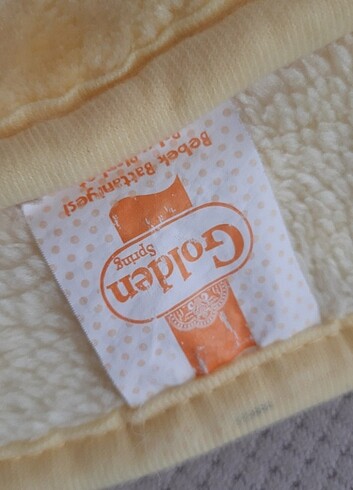 Golden
Spring
Bebek Battaniyesi